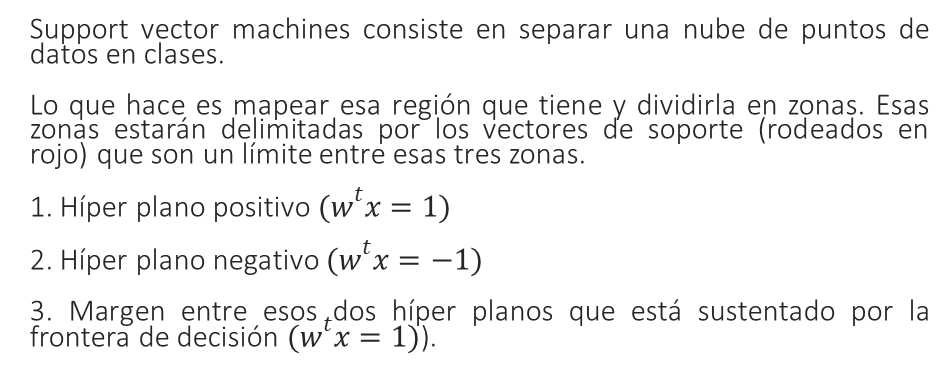 Support vector machines consiste en separar una nube de puntos de
datos en clases.
Lo que hace es mapear esa región que tiene y dividirla en zonas. Esas
zonas estarán delimitadas por los vectores de soporte (rodeados en
rojo) que son un límite entre esas tres zonas.
1. Híper plano positivo (wᵗx = 1)
2. Híper plano negativo (wᵗx = −1)
3. Margen entre esos dos híper planos que está sustentado por la
frontera de decisión (wᵗx = 1)).